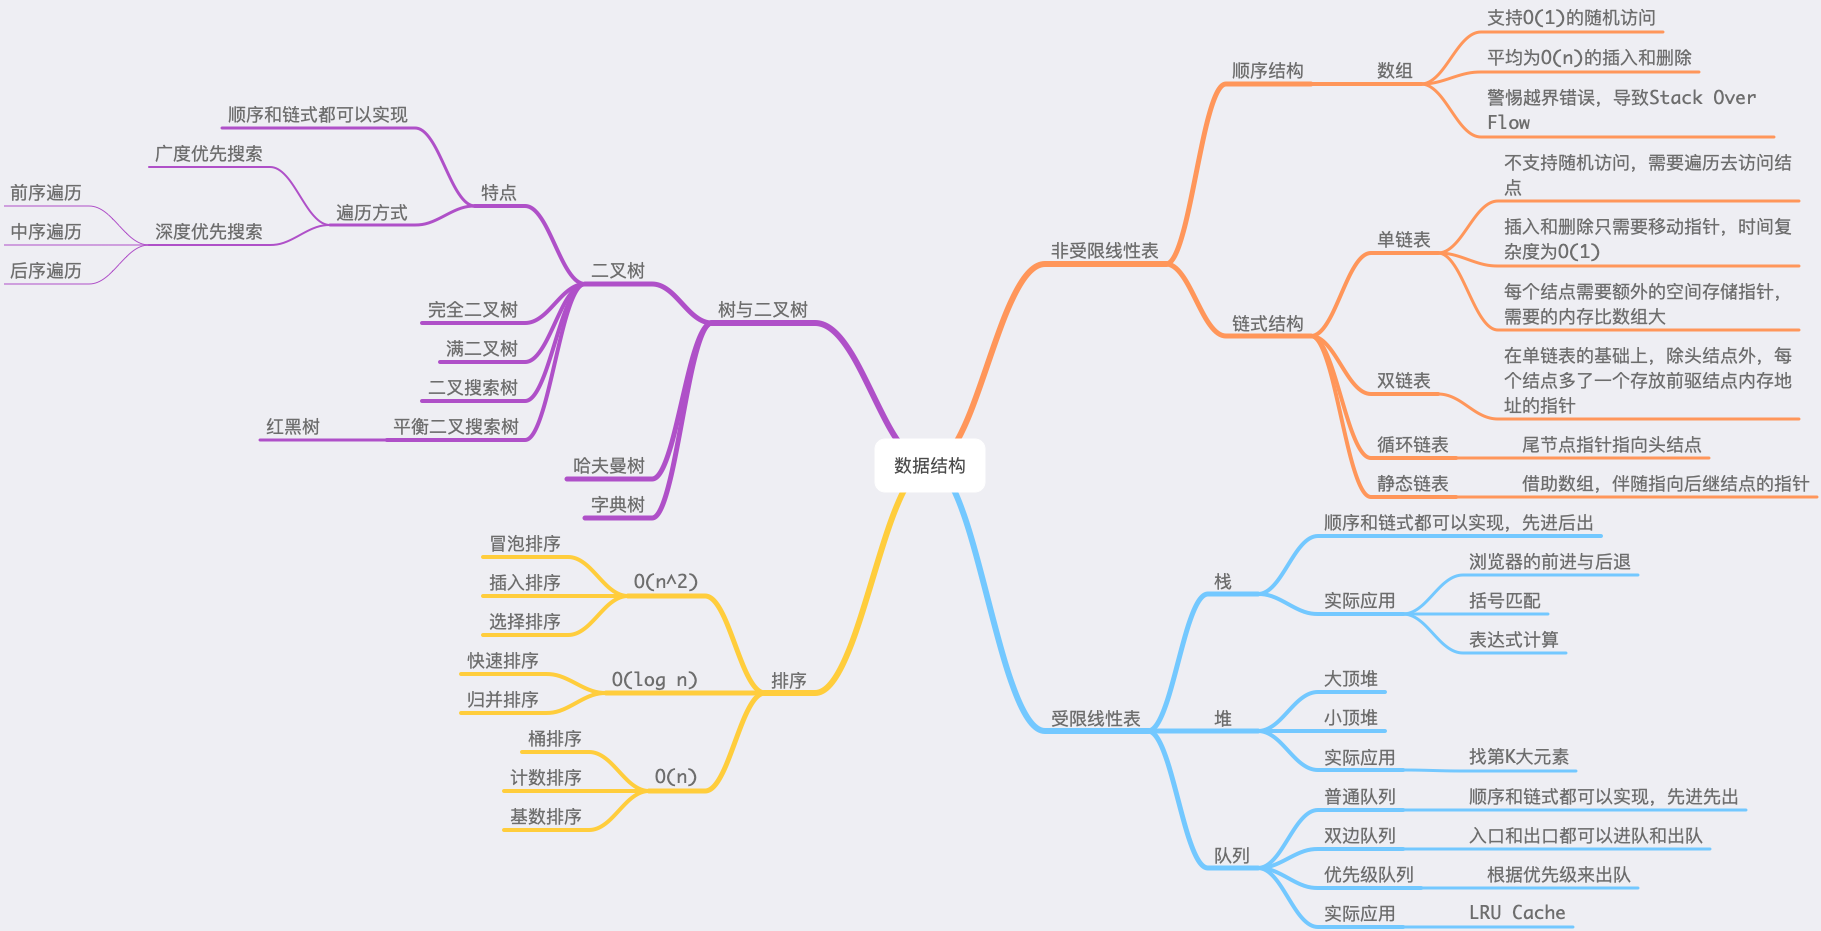 数据结构
非受限线性表
顺序结构
数组
支持O(1)的随机访问
平均为O(n)的插入和删除
警惕越界错误，导致Stack Over
Flow
链式结构
单链表
不支持随机访问，需要遍历去访问结
点
插入和删除只需要移动指针，时间复
杂度为O(1)
每个结点需要额外的空间存储指针，
需要的内存比数组大
双链表
在单链表的基础上，除头结点外，每
个结点多了一个存放前驱结点内存地
址的指针
循环链表
尾节点指针指向头结点
静态链表
借助数组，伴随指向后继结点的指针
受限线性表
栈
顺序和链式都可以实现，先进后出
实际应用
浏览器的前进与后退
括号匹配
表达式计算
堆
大顶堆
小顶堆
实际应用
找第K大元素
队列
普通队列
顺序和链式都可以实现，先进先出
双边队列
入口和出口都可以进队和出队
优先级队列
根据优先级来出队
实际应用
LRU Cache
树与二叉树
二叉树
特点
顺序和链式都可以实现
遍历方式
广度优先搜索
深度优先搜索
前序遍历
中序遍历
后序遍历
完全二叉树
满二叉树
二叉搜索树
平衡二叉搜索树
红黑树
哈夫曼树
字典树
排序
O(n^2)
冒泡排序
插入排序
选择排序
O(log n)
快速排序
归并排序
O(n)
桶排序
计数排序
基数排序